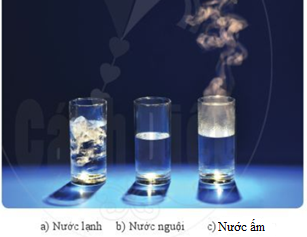 a) Nước lạnh b) Nước nguội c) Nước ấm